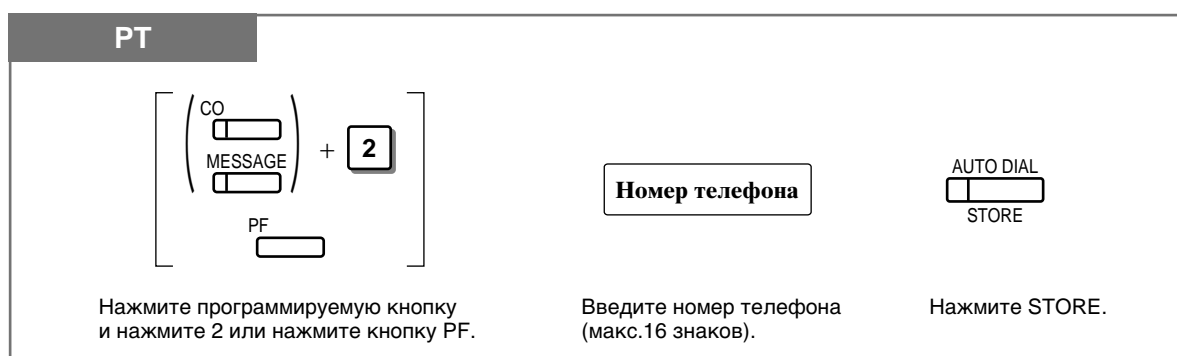 PT
CO
MESSAGE
+ 2
PF
Номер телефона
AUTO DIAL
STORE
Нажмите программируемую кнопку
и нажмите 2 или нажмите кнопку PF.
Введите номер телефона
(макс.16 знаков).
Нажмите STORE.